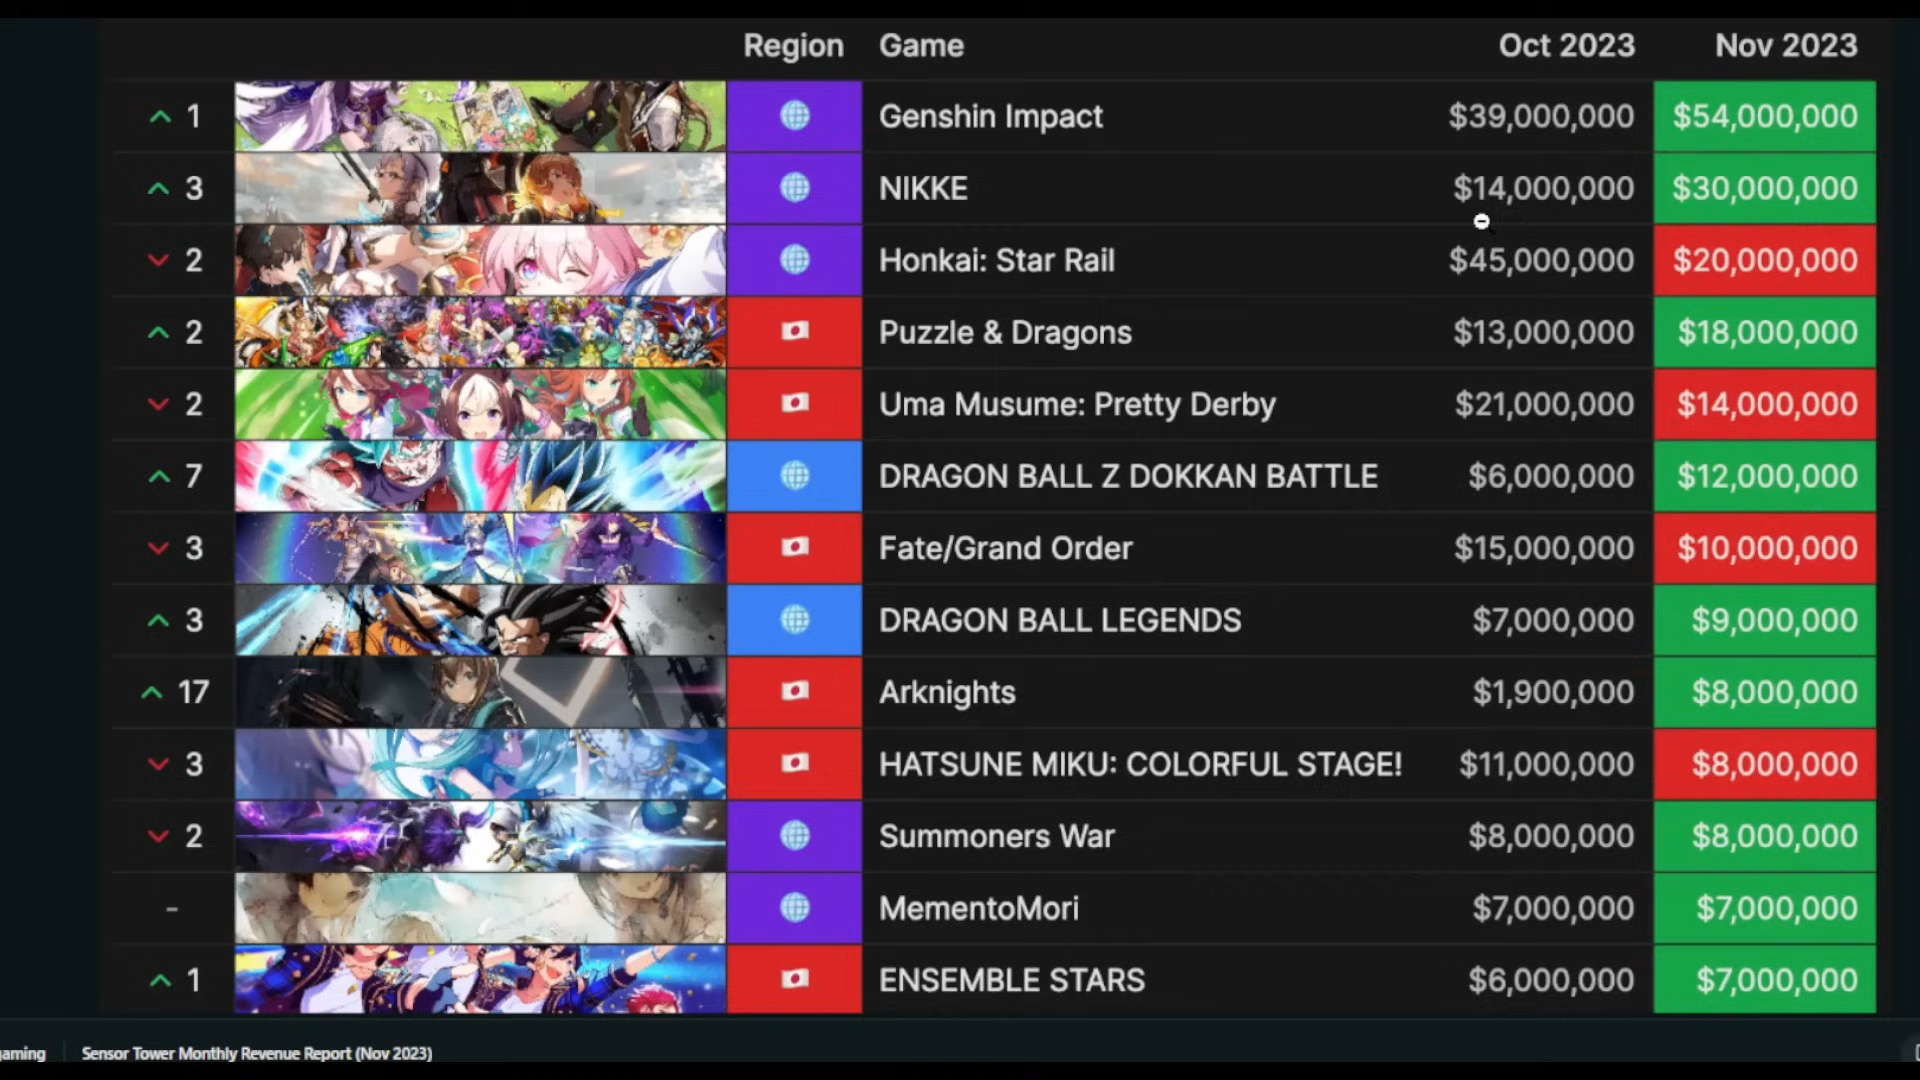 Region Game Oct 2023 Nov 2023
1 Genshin Impact $39,000,000 $54,000,000
3 NIKKE $14,000,000 $30,000,000
2 Honkai: Star Rail $45,000,000 $20,000,000
2 Puzzle & Dragons $13,000,000 $18,000,000
2 Uma Musume: Pretty Derby $21,000,000 $14,000,000
7 DRAGON BALL Z DOKKAN BATTLE $6,000,000 $12,000,000
3 Fate/Grand Order $15,000,000 $10,000,000
3 DRAGON BALL LEGENDS $7,000,000 $9,000,000
17 Arknights $1,900,000 $8,000,000
3 HATSUNE MIKU: COLORFUL STAGE! $11,000,000 $8,000,000
2 Summoners War $8,000,000 $8,000,000
- MementoMori $7,000,000 $7,000,000
1 ENSEMBLE STARS $6,000,000 $7,000,000
gaming Sensor Tower Monthly Revenue Report (Nov 2023)